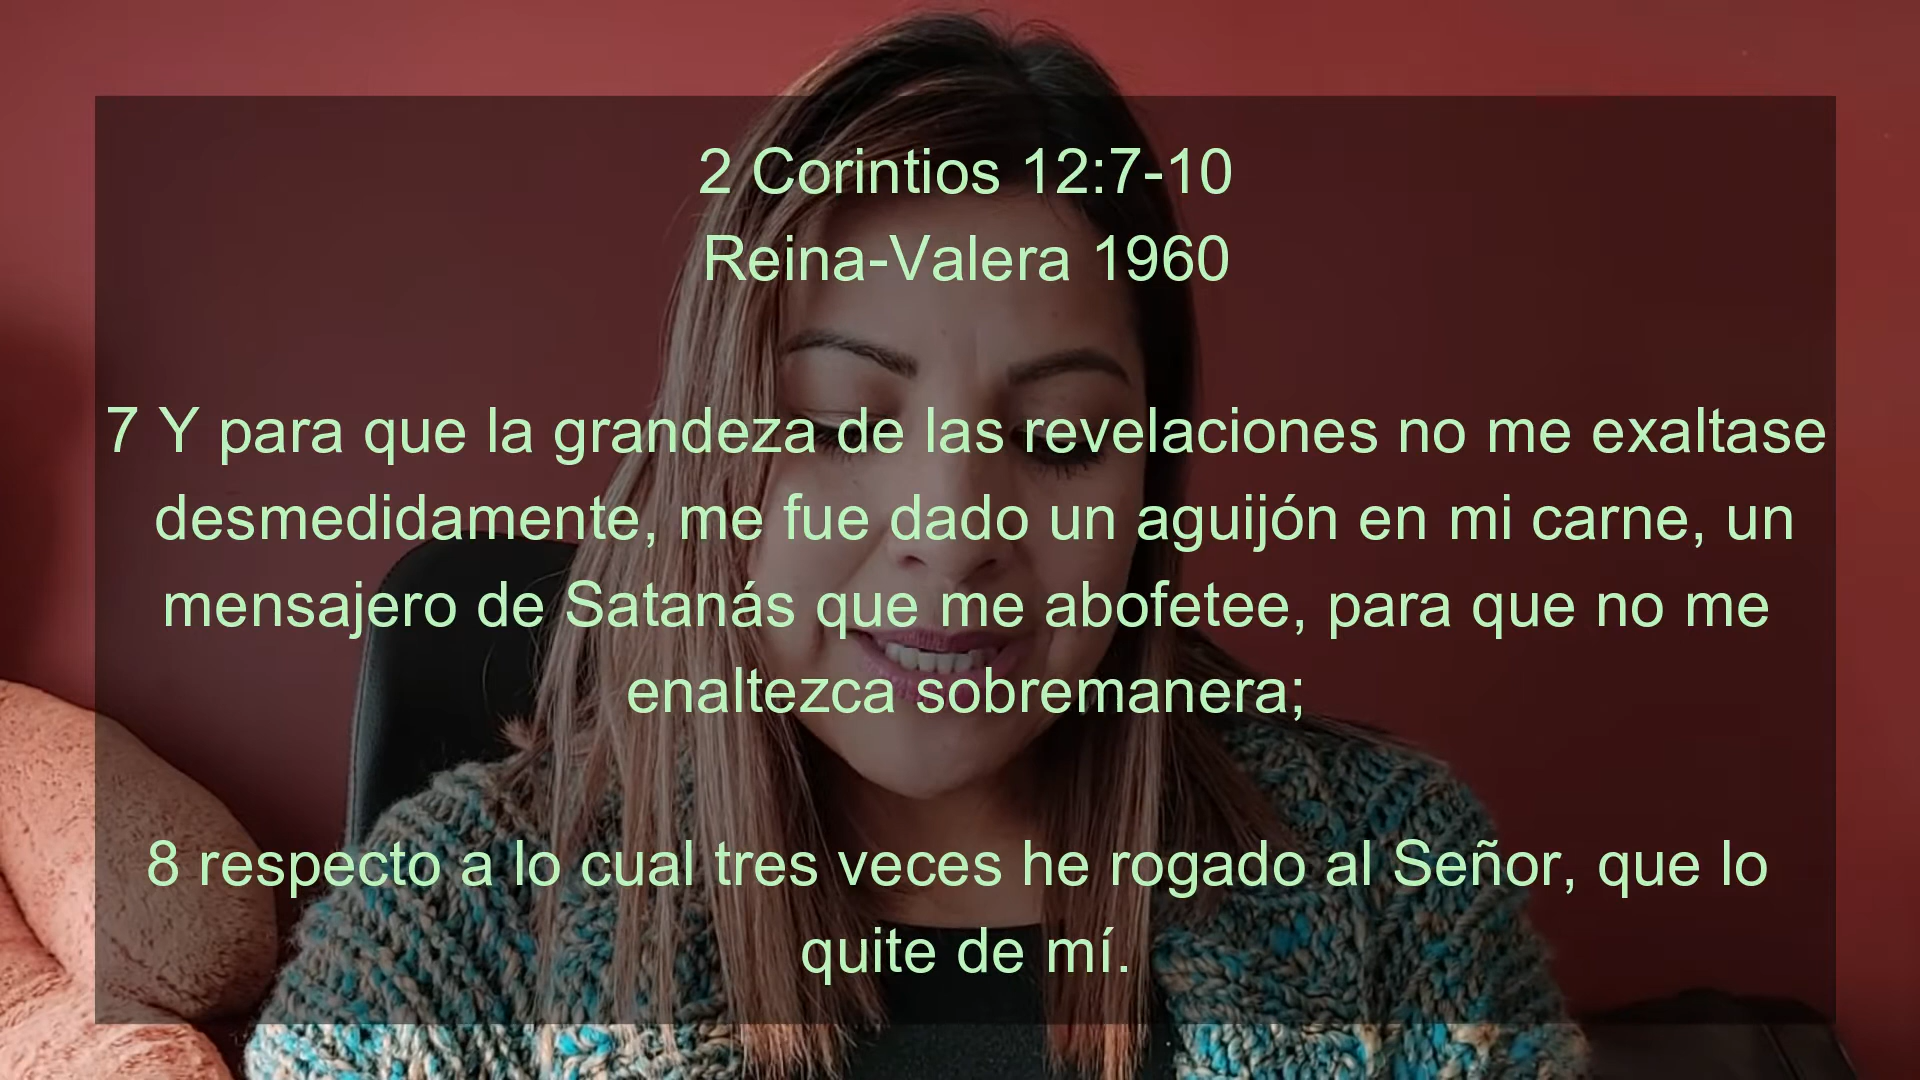 2 Corintios 12:7-10
Reina-Valera 1960
7 Y para que la grandeza de las revelaciones no me exaltase
desmedidamente, me fue dado un aguijón en mi carne, un
mensajero de Satanás que me abofetee, para que no me
enaltezca sobremanera;
8 respecto a lo cual tres veces he rogado al Señor, que lo
quite de mí.